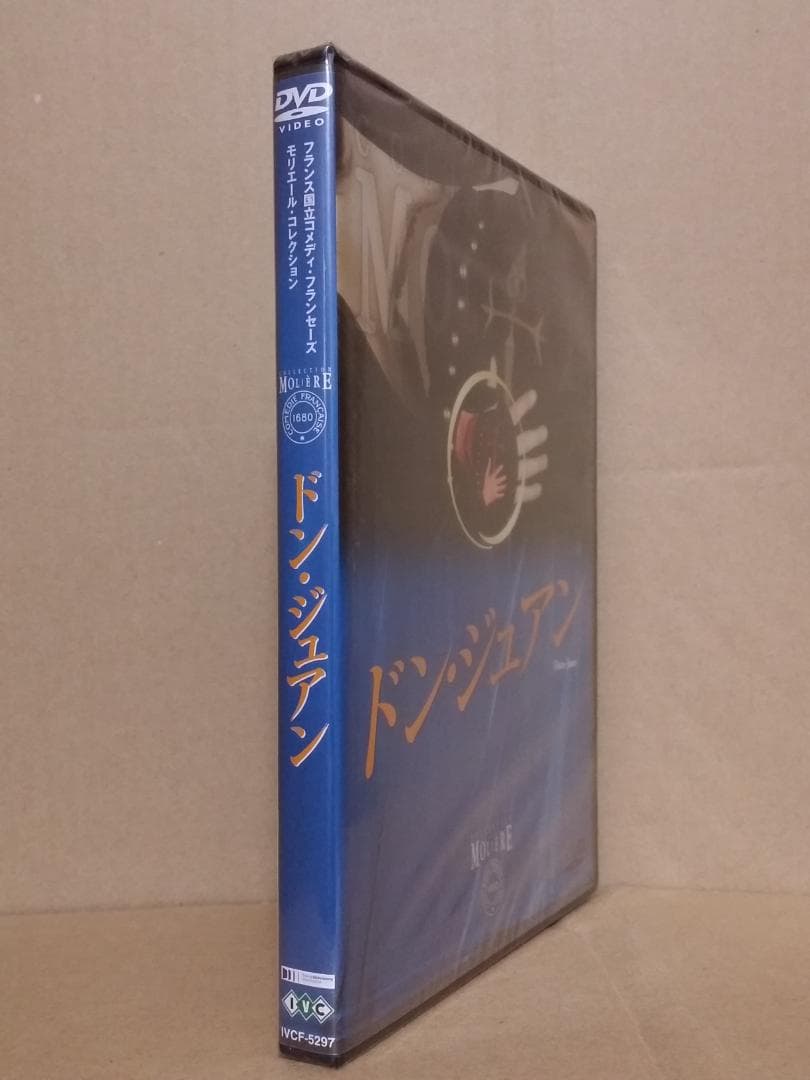 DVD
VIDEO
フランス国立コメディ・フランセーズ
モリエール・コレクション
COLLECTION
MOLIÈRE
COMÉDIE FRANÇAISE
1680
ドン・ジュアン
IVC
IVCF-5297
ドン・ジュアン
MOLIÈRE